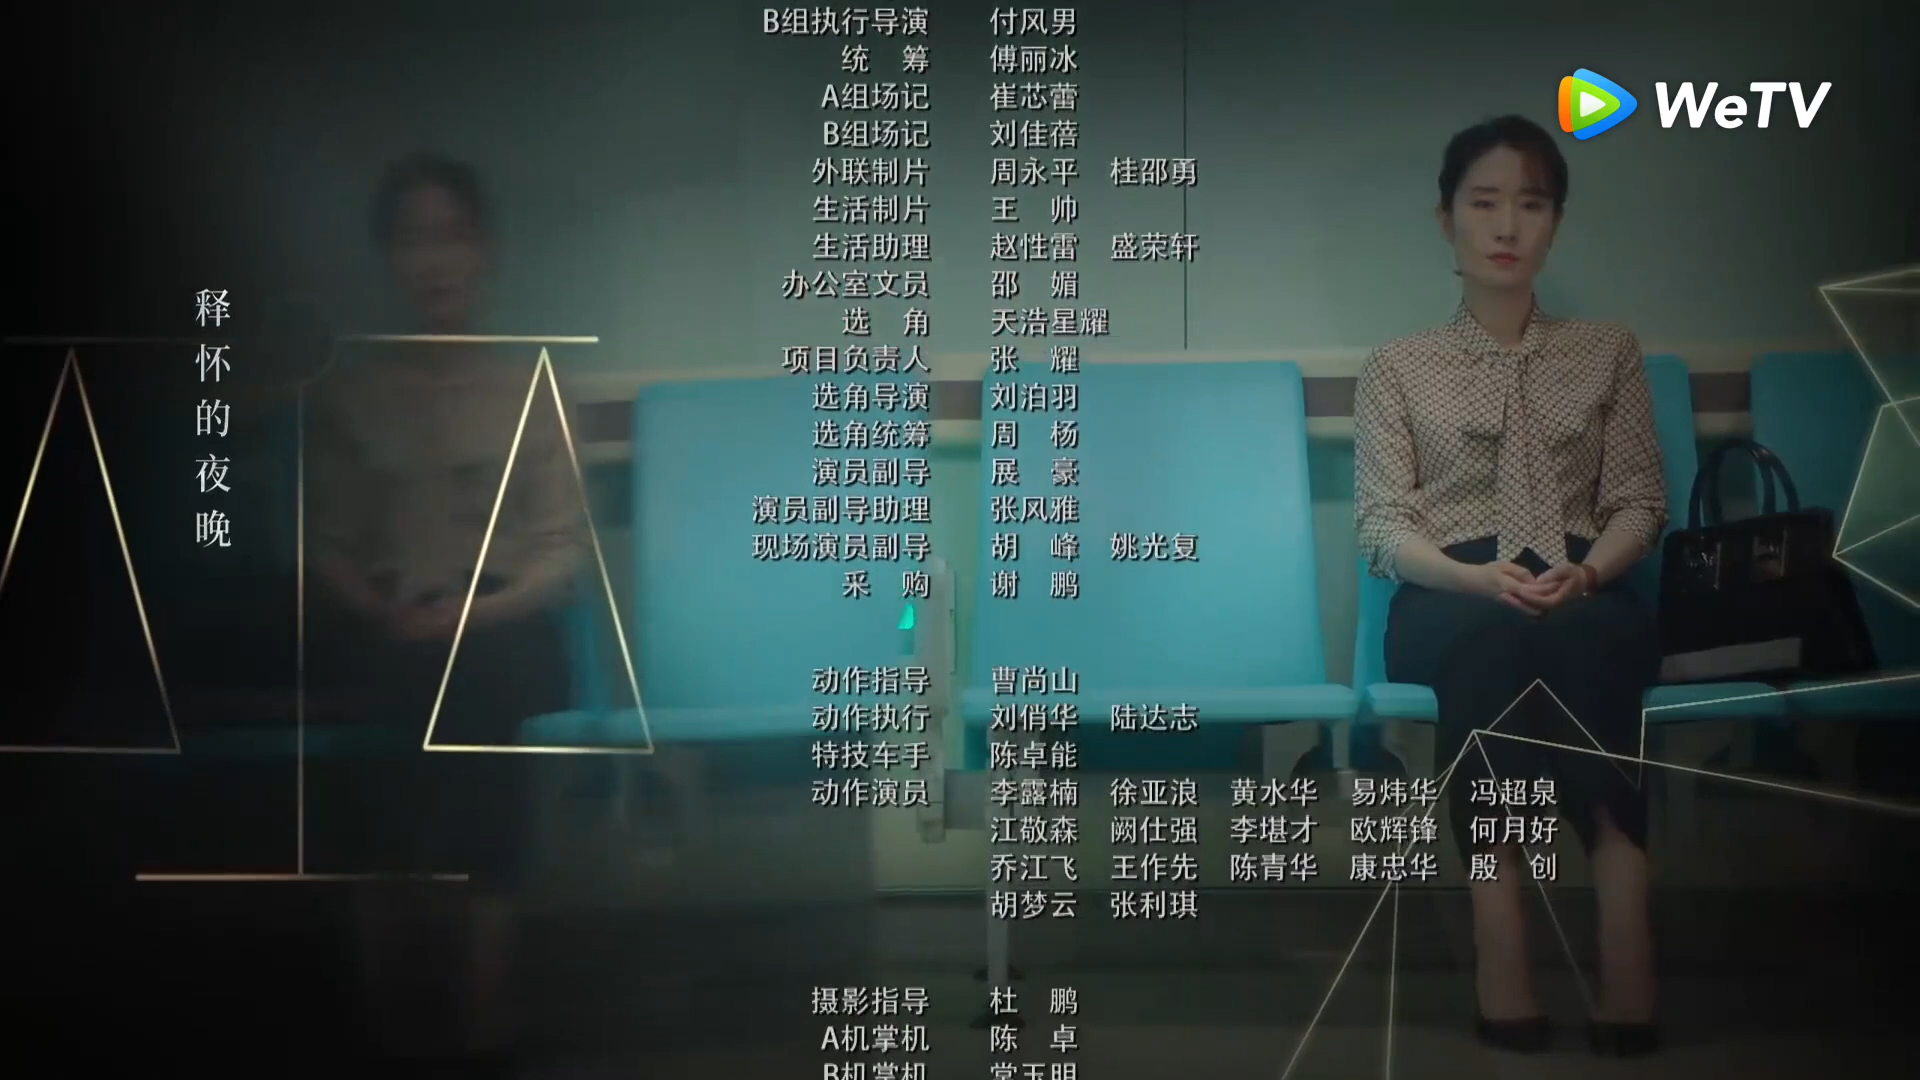 B组执行导演 付风男
统 筹 傅丽冰
A组场记 崔芯蕾
B组场记 刘佳蓓
外联制片 周永平 桂邵勇
生活制片 王 帅
生活助理 赵性雷 盛荣轩
办公室文员 邵 媚
选 角 天浩星耀
项目负责人 张 耀
选角导演 刘泊羽
选角统筹 周 杨
演员副导 展 豪
演员副导助理 张风雅
现场演员副导 胡 峰 姚光复
采 购 谢 鹏
动作指导 曹尚山
动作执行 刘俏华 陆达志
特技车手 陈卓能
动作演员 李露楠 徐亚浪 黄水华 易炜华 冯超泉
江敬森 阙仕强 李堪才 欧辉锋 何月好
乔江飞 王作先 陈青华 康忠华 殷 创
胡梦云 张利琪
摄影指导 杜 鹏
A机掌机 陈 卓
B机掌机 常玉明
释怀的夜晚
WeTV